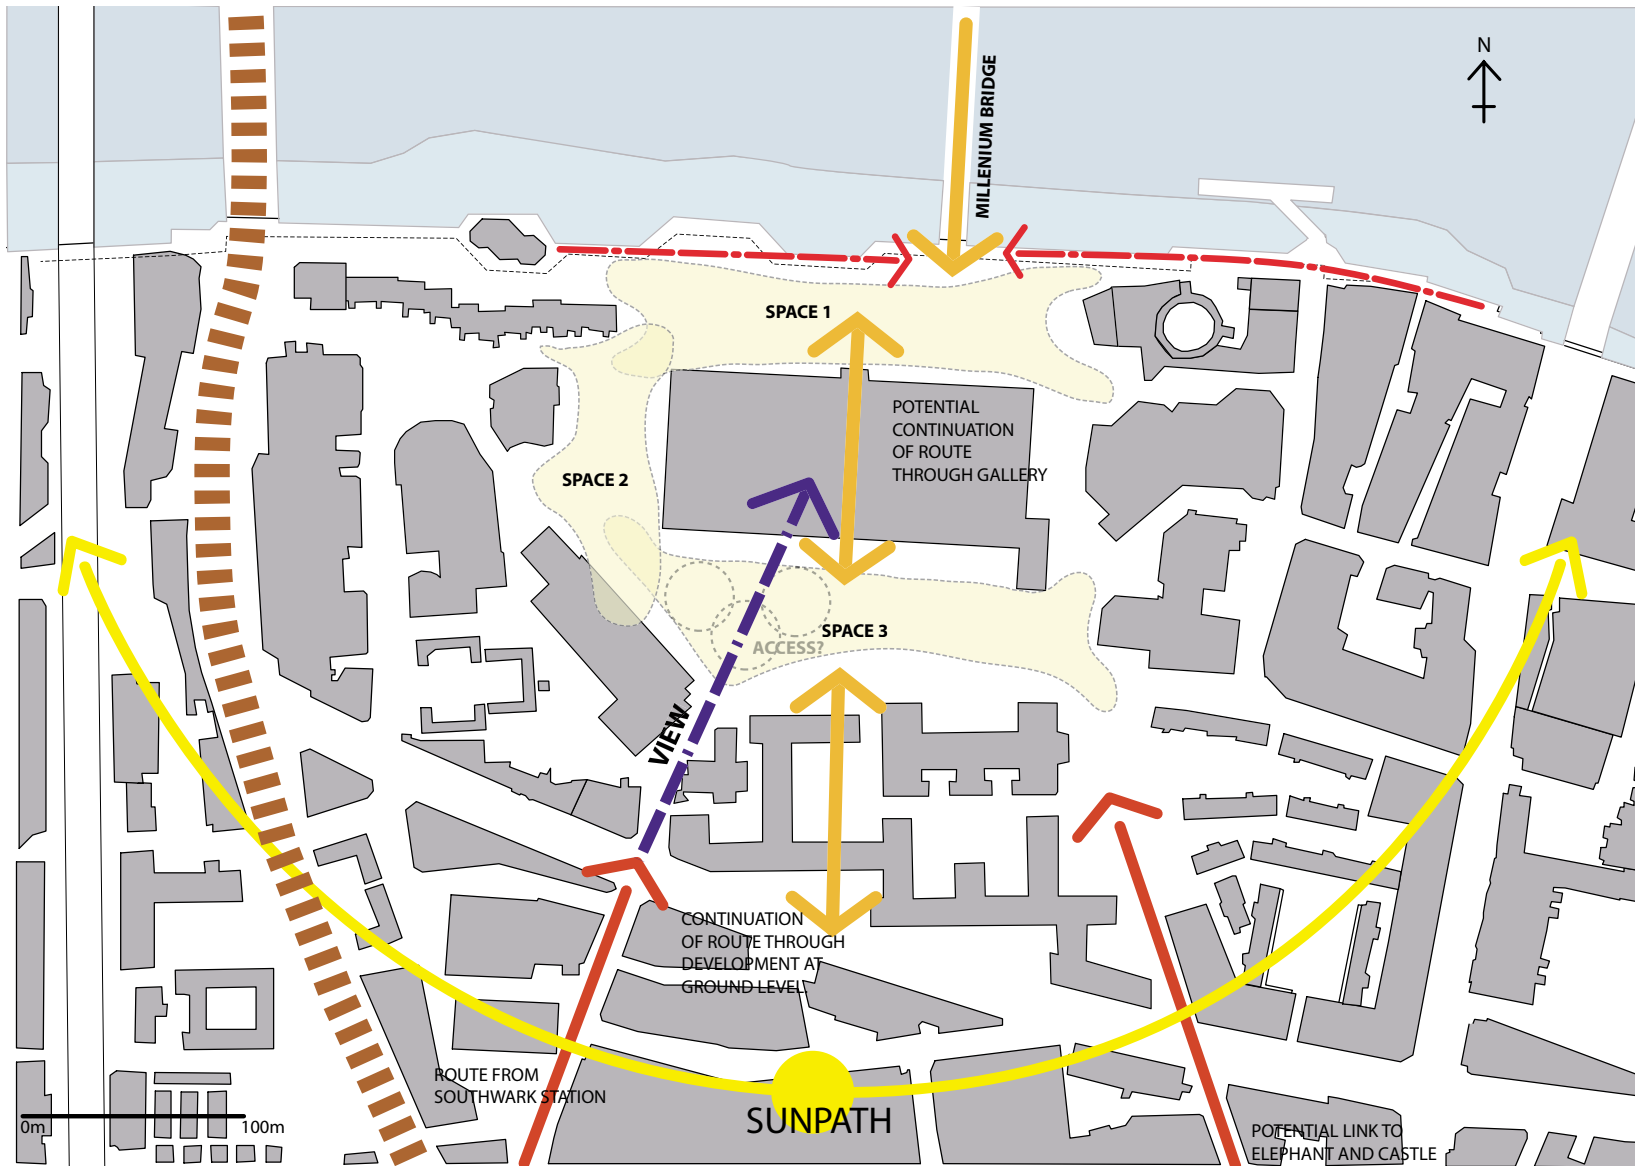 N
MILLENIUM BRIDGE
SPACE 1
POTENTIAL
CONTINUATION
OF ROUTE
THROUGH GALLERY
SPACE 2
SPACE 3
ACCESS?
VIEW
CONTINUATION
OF ROUTE THROUGH
DEVELOPMENT AT
GROUND LEVEL.
ROUTE FROM
SOUTHWARK STATION
SUNPATH
0m
100m
POTENTIAL LINK TO
ELEPHANT AND CASTLE